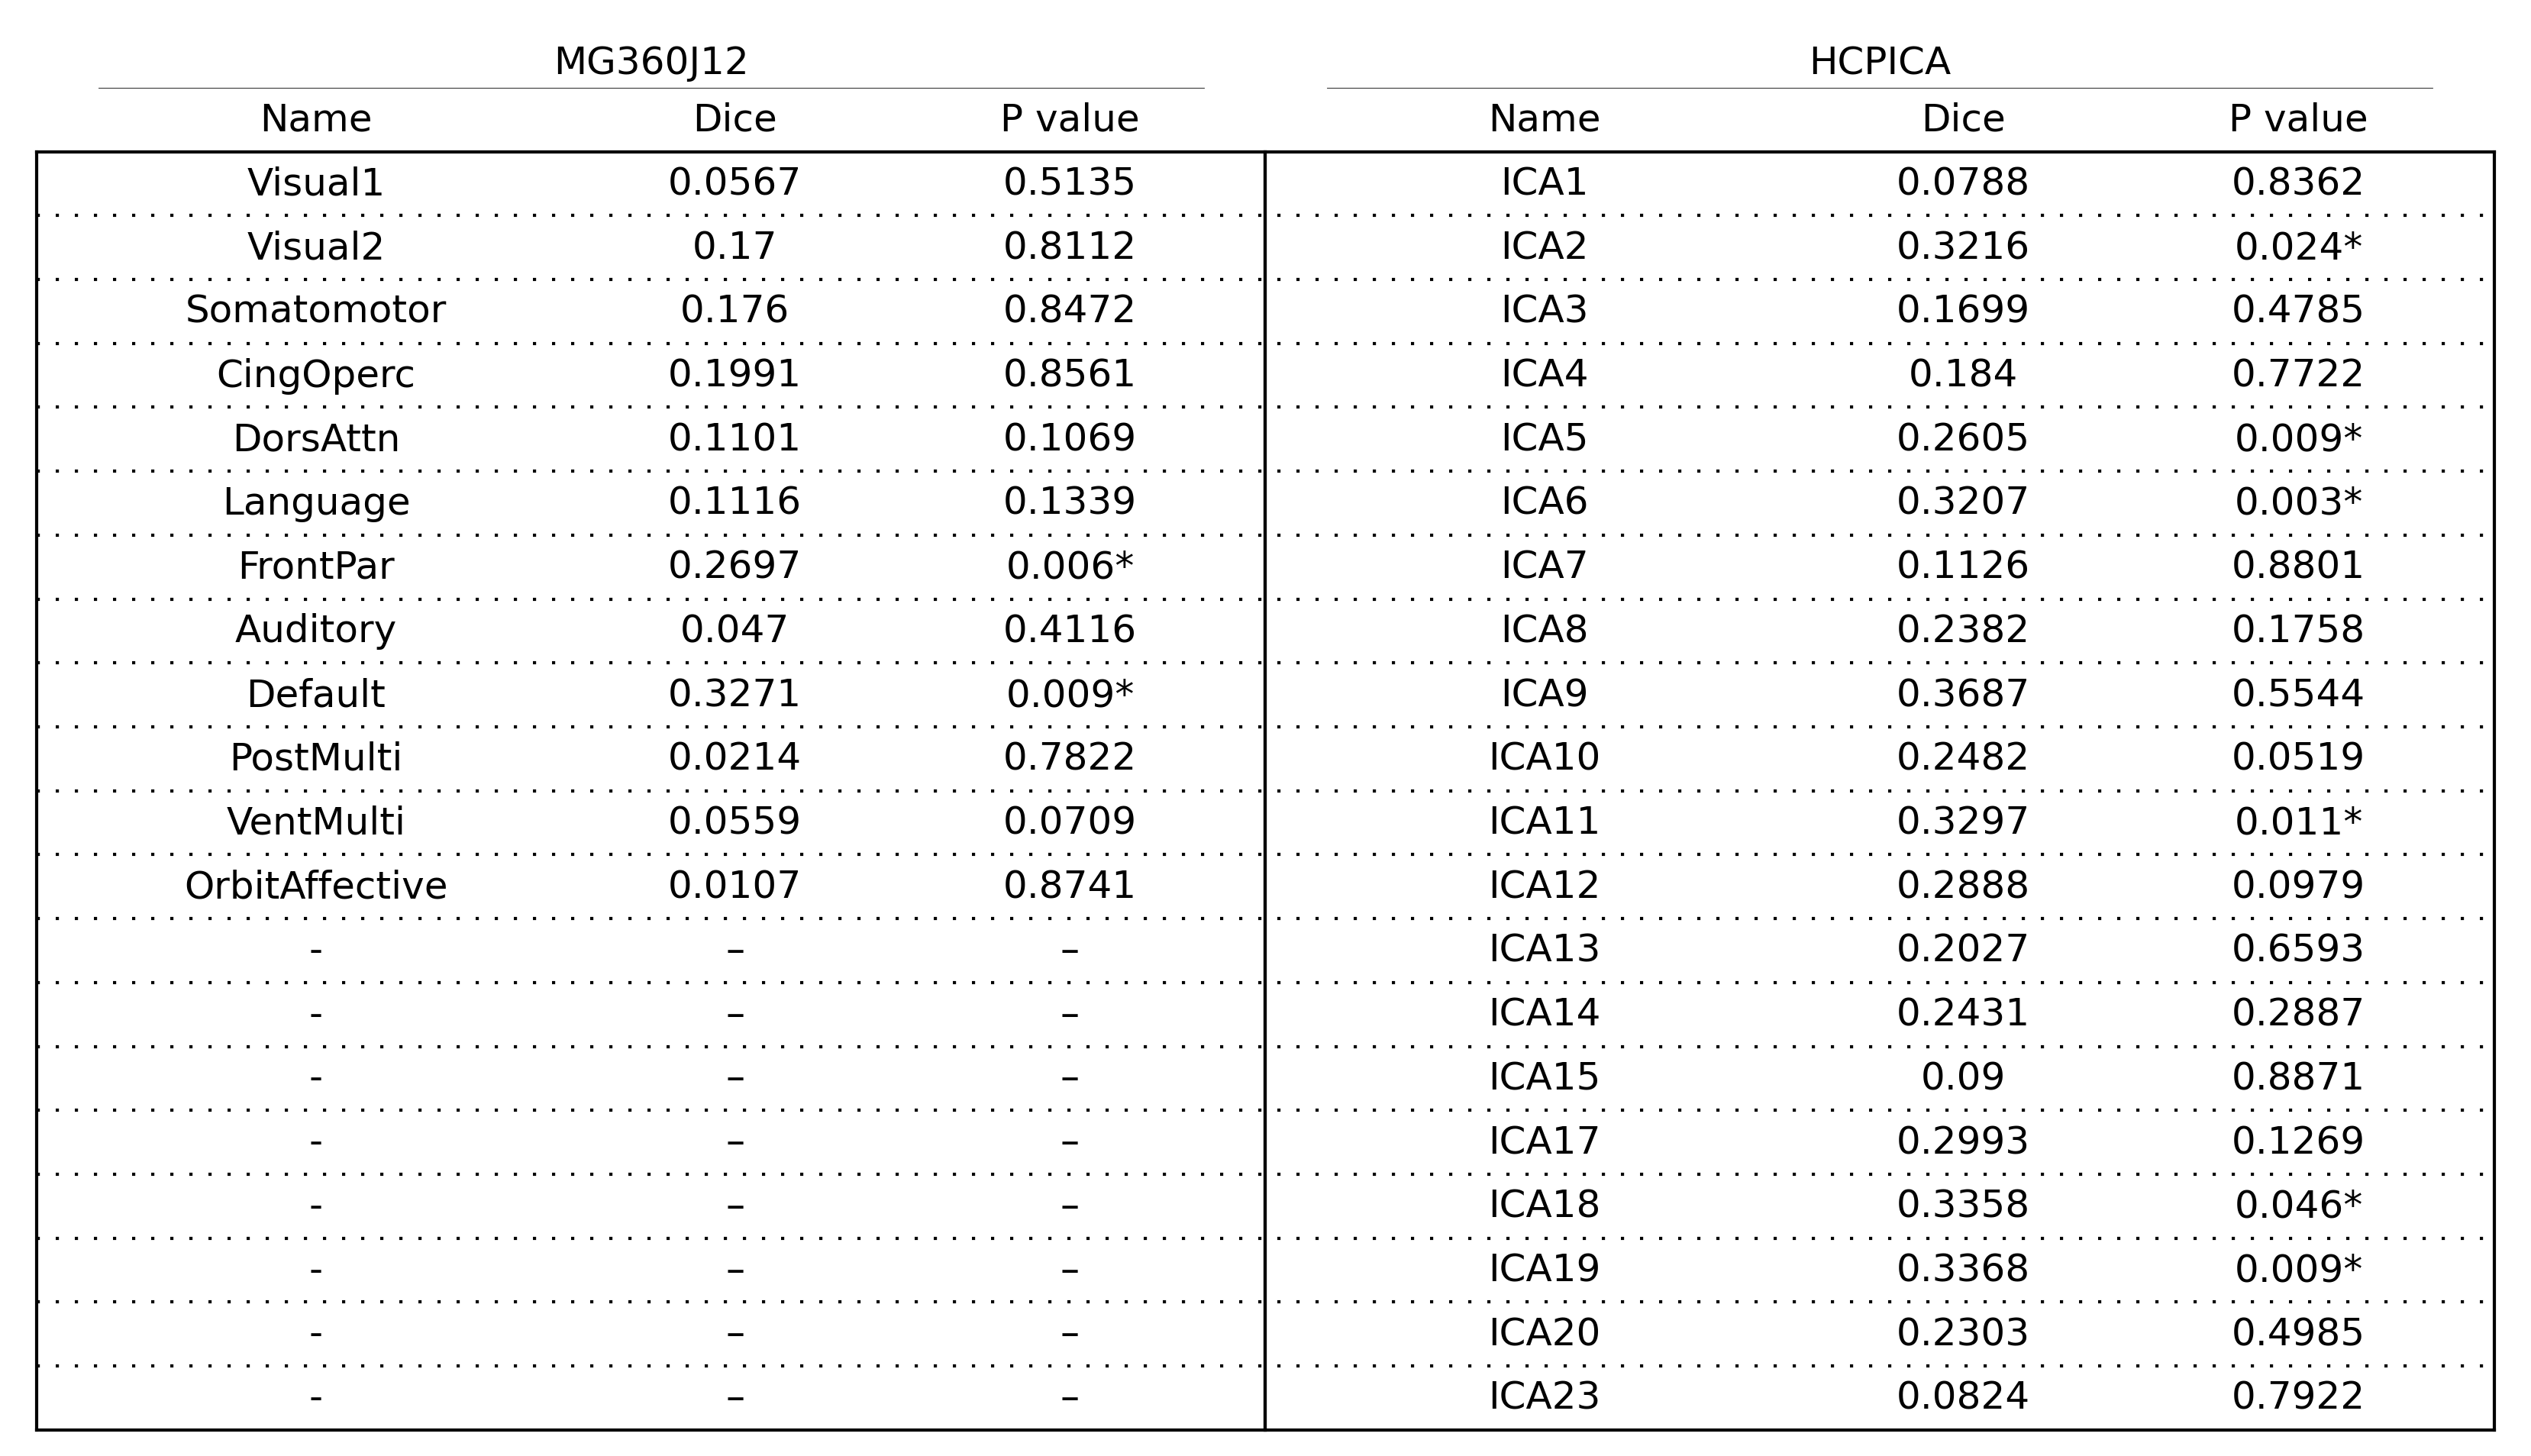 MG360J12 HCPICA
Name Dice P value Name Dice P value
Visual1 0.0567 0.5135 ICA1 0.0788 0.8362
Visual2 0.17 0.8112 ICA2 0.3216 0.024*
Somatomotor 0.176 0.8472 ICA3 0.1699 0.4785
CingOperc 0.1991 0.8561 ICA4 0.184 0.7722
DorsAttn 0.1101 0.1069 ICA5 0.2605 0.009*
Language 0.1116 0.1339 ICA6 0.3207 0.003*
FrontPar 0.2697 0.006* ICA7 0.1126 0.8801
Auditory 0.047 0.4116 ICA8 0.2382 0.1758
Default 0.3271 0.009* ICA9 0.3687 0.5544
PostMulti 0.0214 0.7822 ICA10 0.2482 0.0519
VentMulti 0.0559 0.0709 ICA11 0.3297 0.011*
OrbitAffective 0.0107 0.8741 ICA12 0.2888 0.0979
- – – ICA13 0.2027 0.6593
- – – ICA14 0.2431 0.2887
- – – ICA15 0.09 0.8871
- – – ICA17 0.2993 0.1269
- – – ICA18 0.3358 0.046*
- – – ICA19 0.3368 0.009*
- – – ICA20 0.2303 0.4985
- – – ICA23 0.0824 0.7922